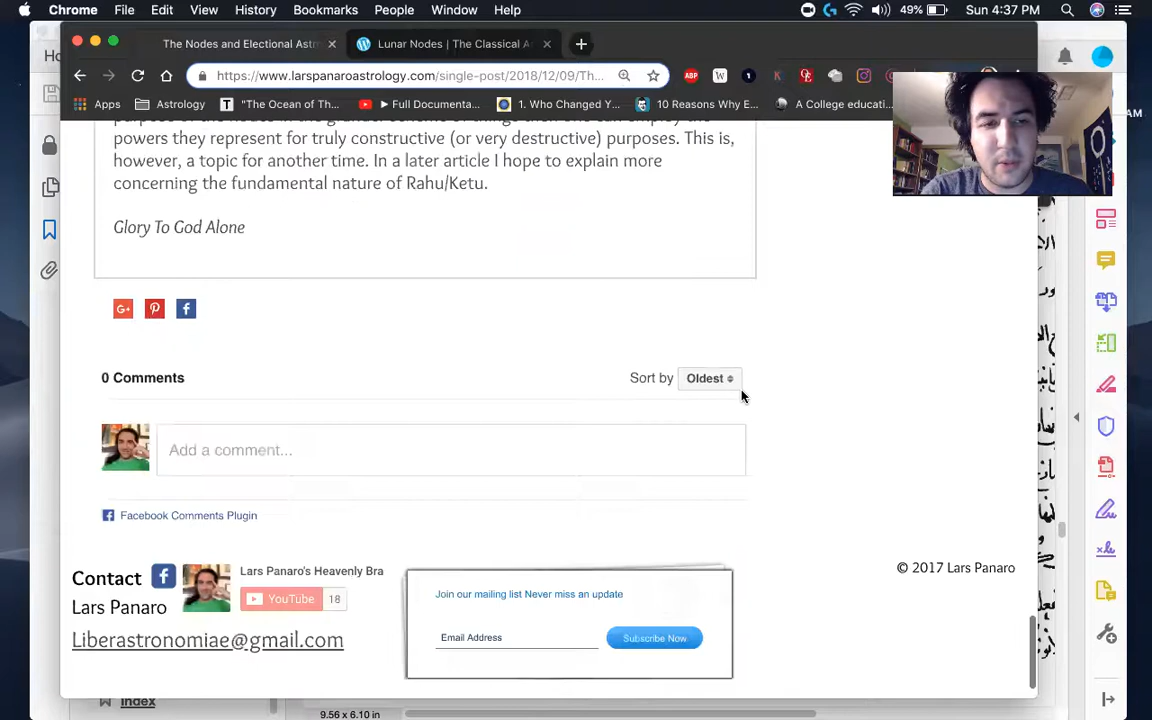 Chrome File Edit View History Bookmarks People Window Help
49% Sun 4:37 PM
The Nodes and Electional Astr
Lunar Nodes | The Classical A
https://www.larspanaroastrology.com/single-post/2018/12/09/Th...
ABP
Apps Astrology "The Ocean of Th... ▶ Full Documenta... 1. Who Changed Y... 10 Reasons Why E... A College educati...
AM
powers they represent for truly constructive (or very destructive) purposes. This is,
however, a topic for another time. In a later article I hope to explain more
concerning the fundamental nature of Rahu/Ketu.
Glory To God Alone
0 Comments
Sort by Oldest
Add a comment...
Facebook Comments Plugin
Contact
Lars Panaro
Liberastronomiae@gmail.com
Lars Panaro's Heavenly Bra
YouTube 18
Join our mailing list Never miss an update
Email Address
Subscribe Now
© 2017 Lars Panaro
Index
9.56 x 6.10 in